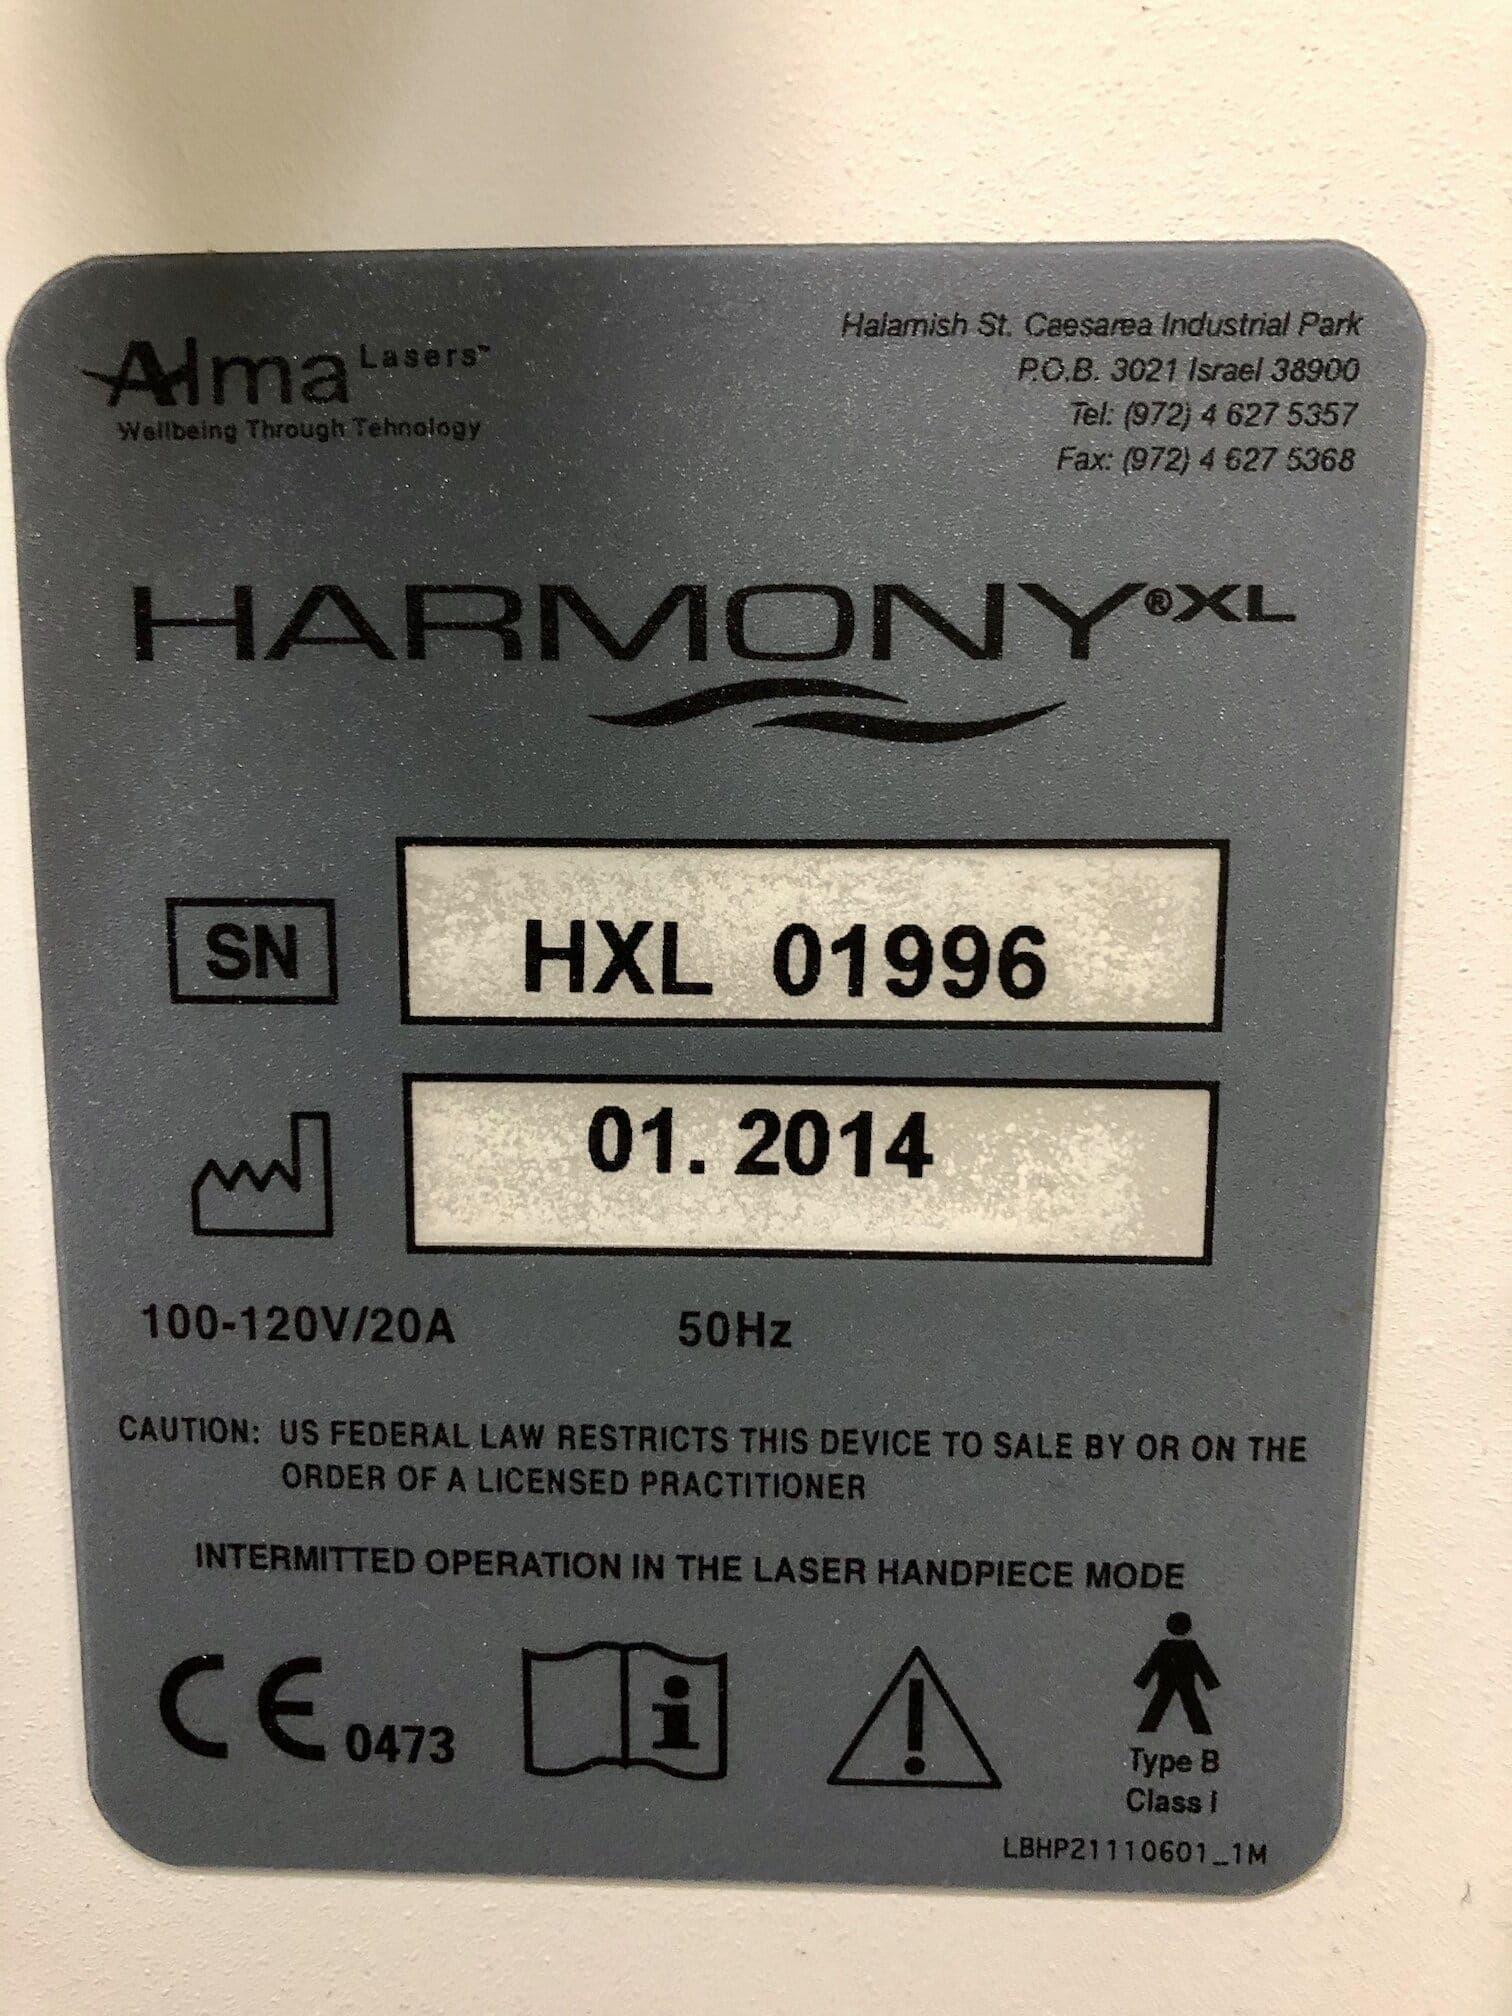 Alma Lasers™
Wellbeing Through Tehnology
Halamish St. Caesarea Industrial Park
P.O.B. 3021 Israel 38900
Tel: (972) 4 627 5357
Fax: (972) 4 627 5368
HARMONY®XL
SN HXL 01996
01. 2014
100-120V/20A 50Hz
CAUTION: US FEDERAL LAW RESTRICTS THIS DEVICE TO SALE BY OR ON THE
ORDER OF A LICENSED PRACTITIONER
INTERMITTED OPERATION IN THE LASER HANDPIECE MODE
CE 0473
i
!
Type B
Class I
LBHP21110601_1M